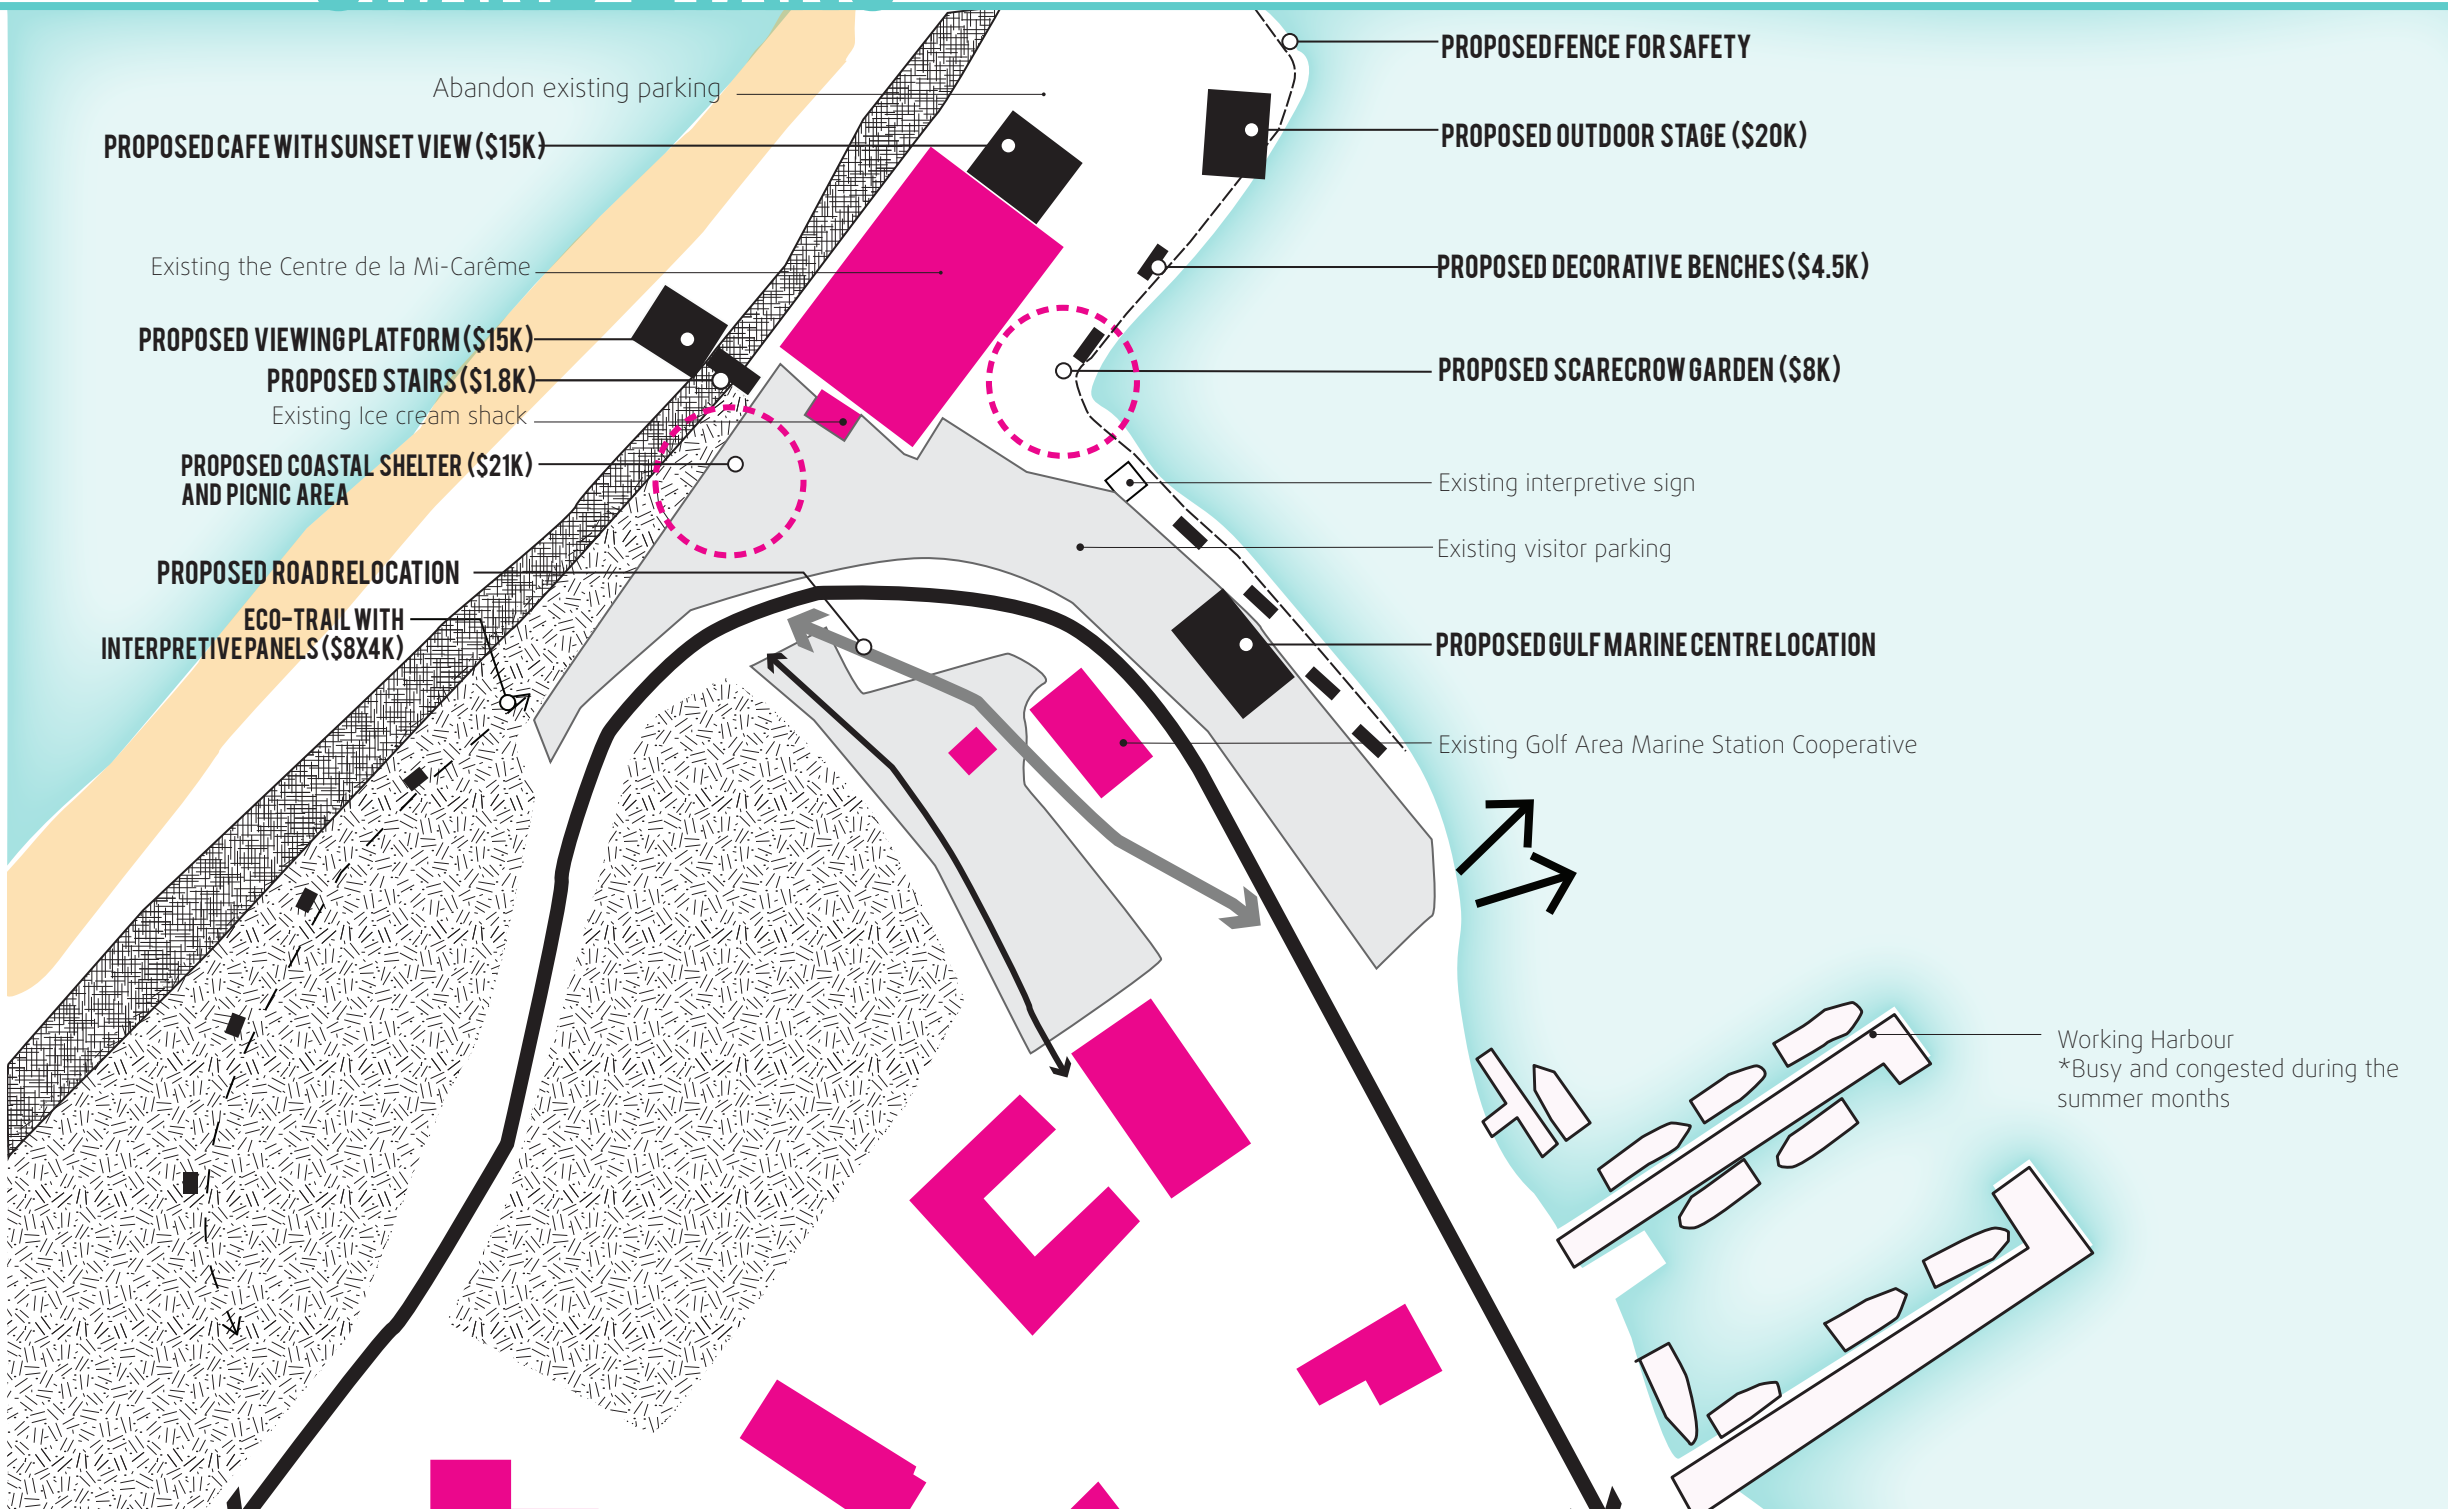 Abandon existing parking
PROPOSED CAFE WITH SUNSET VIEW ($15K)
Existing the Centre de la Mi-Carême
PROPOSED VIEWING PLATFORM ($15K)
PROPOSED STAIRS ($1.8K)
Existing Ice cream shack
PROPOSED COASTAL SHELTER ($21K)
AND PICNIC AREA
PROPOSED ROAD RELOCATION
ECO-TRAIL WITH
INTERPRETIVE PANELS ($8X4K)
PROPOSED FENCE FOR SAFETY
PROPOSED OUTDOOR STAGE ($20K)
PROPOSED DECORATIVE BENCHES ($4.5K)
PROPOSED SCARECROW GARDEN ($8K)
Existing interpretive sign
Existing visitor parking
PROPOSED GULF MARINE CENTRE LOCATION
Existing Golf Area Marine Station Cooperative
Working Harbour
*Busy and congested during the
summer months